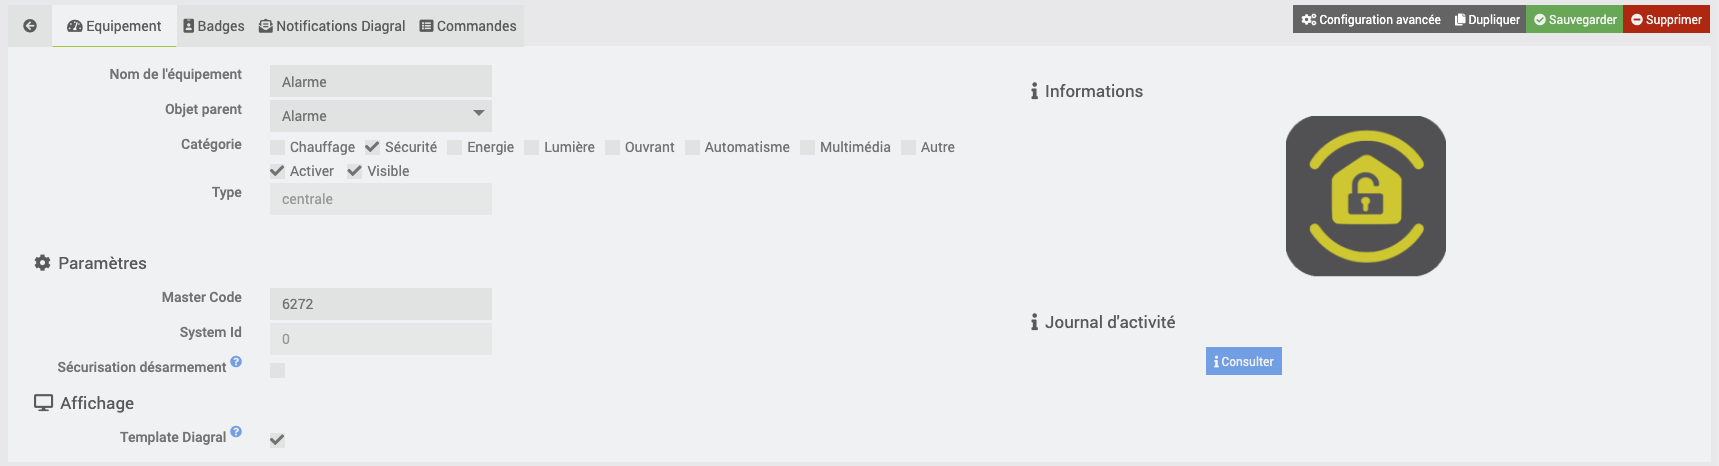 Equipement Badges Notifications Diagral Commandes Configuration avancée Dupliquer Sauvegarder Supprimer
Nom de l'équipement Alarme
Objet parent Alarme
Catégorie Chauffage Sécurité Energie Lumière Ouvrant Automatisme Multimédia Autre
Activer Visible
Type centrale
Paramètres
Master Code 6272
System Id 0
Sécurisation désarmement ?
Affichage
Template Diagral ?
Informations
Journal d'activité
Consulter